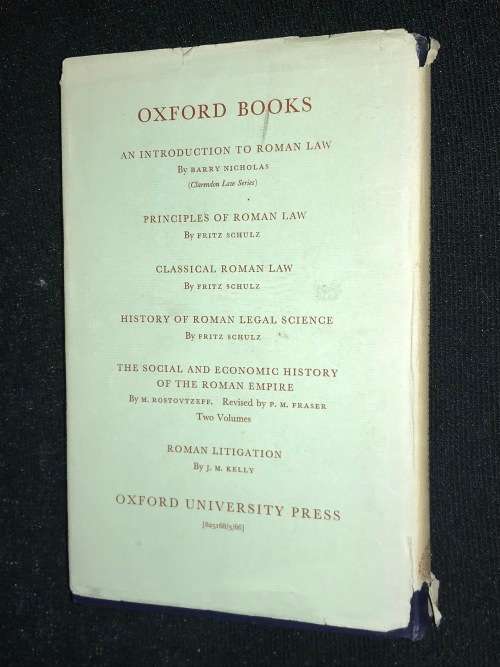 OXFORD BOOKS
AN INTRODUCTION TO ROMAN LAW
By BARRY NICHOLAS
(Clarendon Law Series)
PRINCIPLES OF ROMAN LAW
By FRITZ SCHULZ
CLASSICAL ROMAN LAW
By FRITZ SCHULZ
HISTORY OF ROMAN LEGAL SCIENCE
By FRITZ SCHULZ
THE SOCIAL AND ECONOMIC HISTORY
OF THE ROMAN EMPIRE
By M. ROSTOVTZEFF. Revised by P. M. FRASER
Two Volumes
ROMAN LITIGATION
By J. M. KELLY
OXFORD UNIVERSITY PRESS